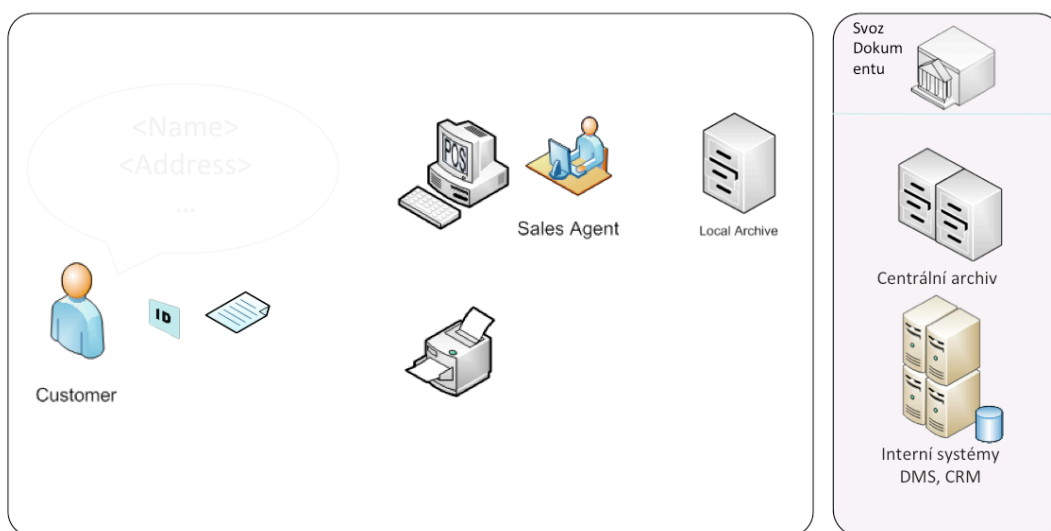 <Name>
<Address>
...
Customer
ID
POS
Sales Agent
Local Archive
Svoz
Dokum
entu
Centrální archiv
Interní systémy
DMS, CRM